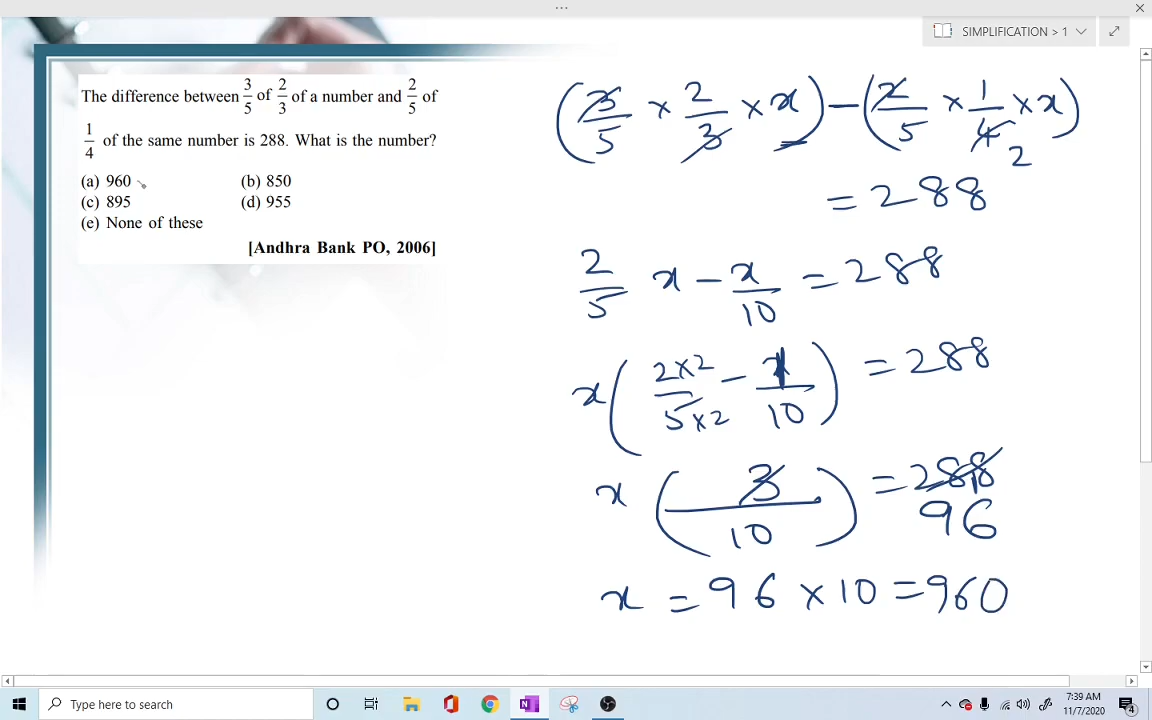 SIMPLIFICATION > 1
The difference between 3/5 of 2/3 of a number and 2/5 of
1/4 of the same number is 288. What is the number?
(a) 960 (b) 850
(c) 895 (d) 955
(e) None of these
[Andhra Bank PO, 2006]
(3/5 × 2/3 × x) - (2/5 × 1/4 × x)
2
= 288
2/5 x - x/10 = 288
x (2×2/5×2 - 1/10) = 288
x (3/10) = 288
96
x = 96 × 10 = 960
Type here to search
7:39 AM
11/7/2020
4